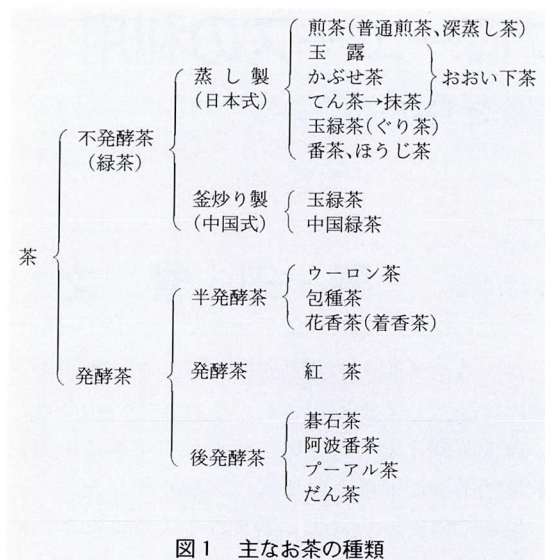 煎茶(普通煎茶、深蒸し茶)
玉 露
蒸し製
かぶせ茶
おおい下茶
(日本式)
てん茶→抹茶
不発酵茶
玉緑茶(ぐり茶)
(緑茶)
番茶、ほうじ茶
釜炒り製
玉緑茶
(中国式)
中国緑茶
茶
ウーロン茶
半発酵茶
包種茶
花香茶(着香茶)
発酵茶
発酵茶
紅 茶
碁石茶
阿波番茶
後発酵茶
プーアル茶
だん茶
図1 主なお茶の種類